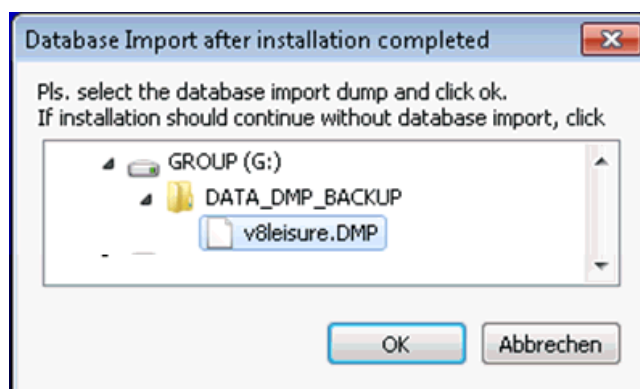 Database Import after installation completed
Pls. select the database import dump and click ok.
If installation should continue without database import, click
GROUP (G:)
DATA_DMP_BACKUP
v8leisure.DMP
OK
Abbrechen